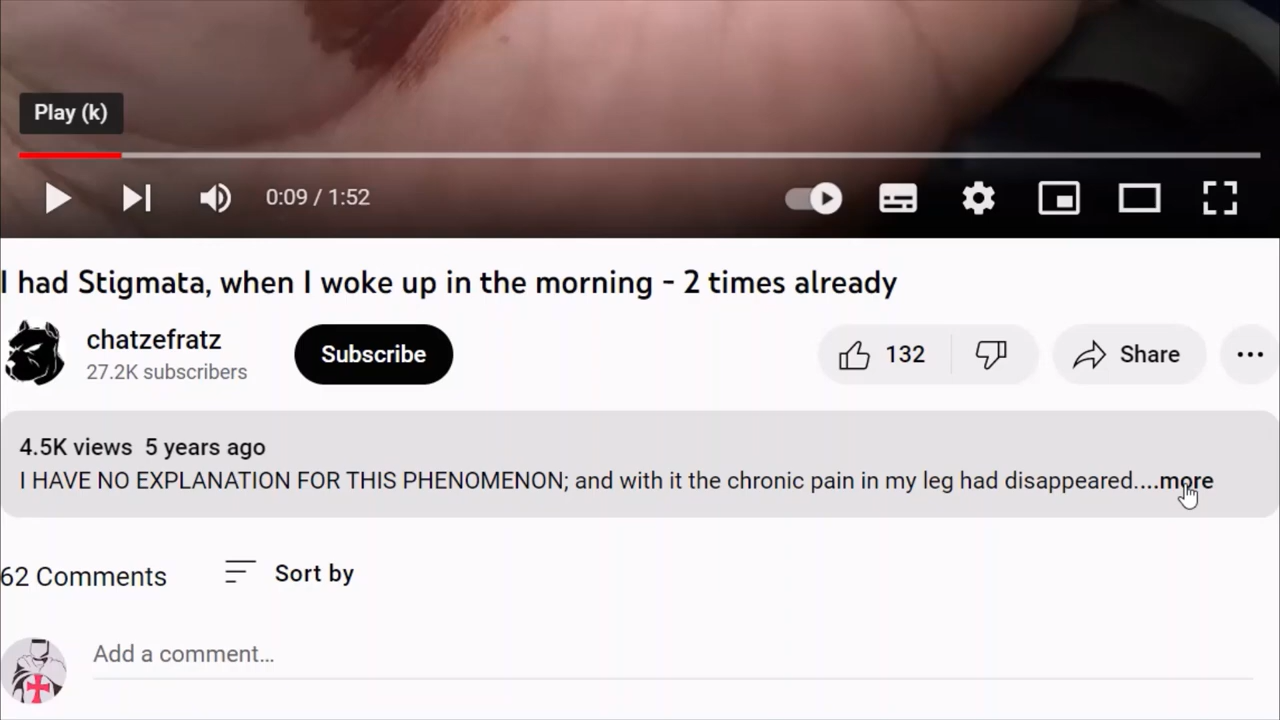 Play (k)
0:09 / 1:52
I had Stigmata, when I woke up in the morning - 2 times already
chatzefratz
27.2K subscribers
Subscribe
132
Share
4.5K views 5 years ago
I HAVE NO EXPLANATION FOR THIS PHENOMENON; and with it the chronic pain in my leg had disappeared....more
62 Comments
Sort by
Add a comment...